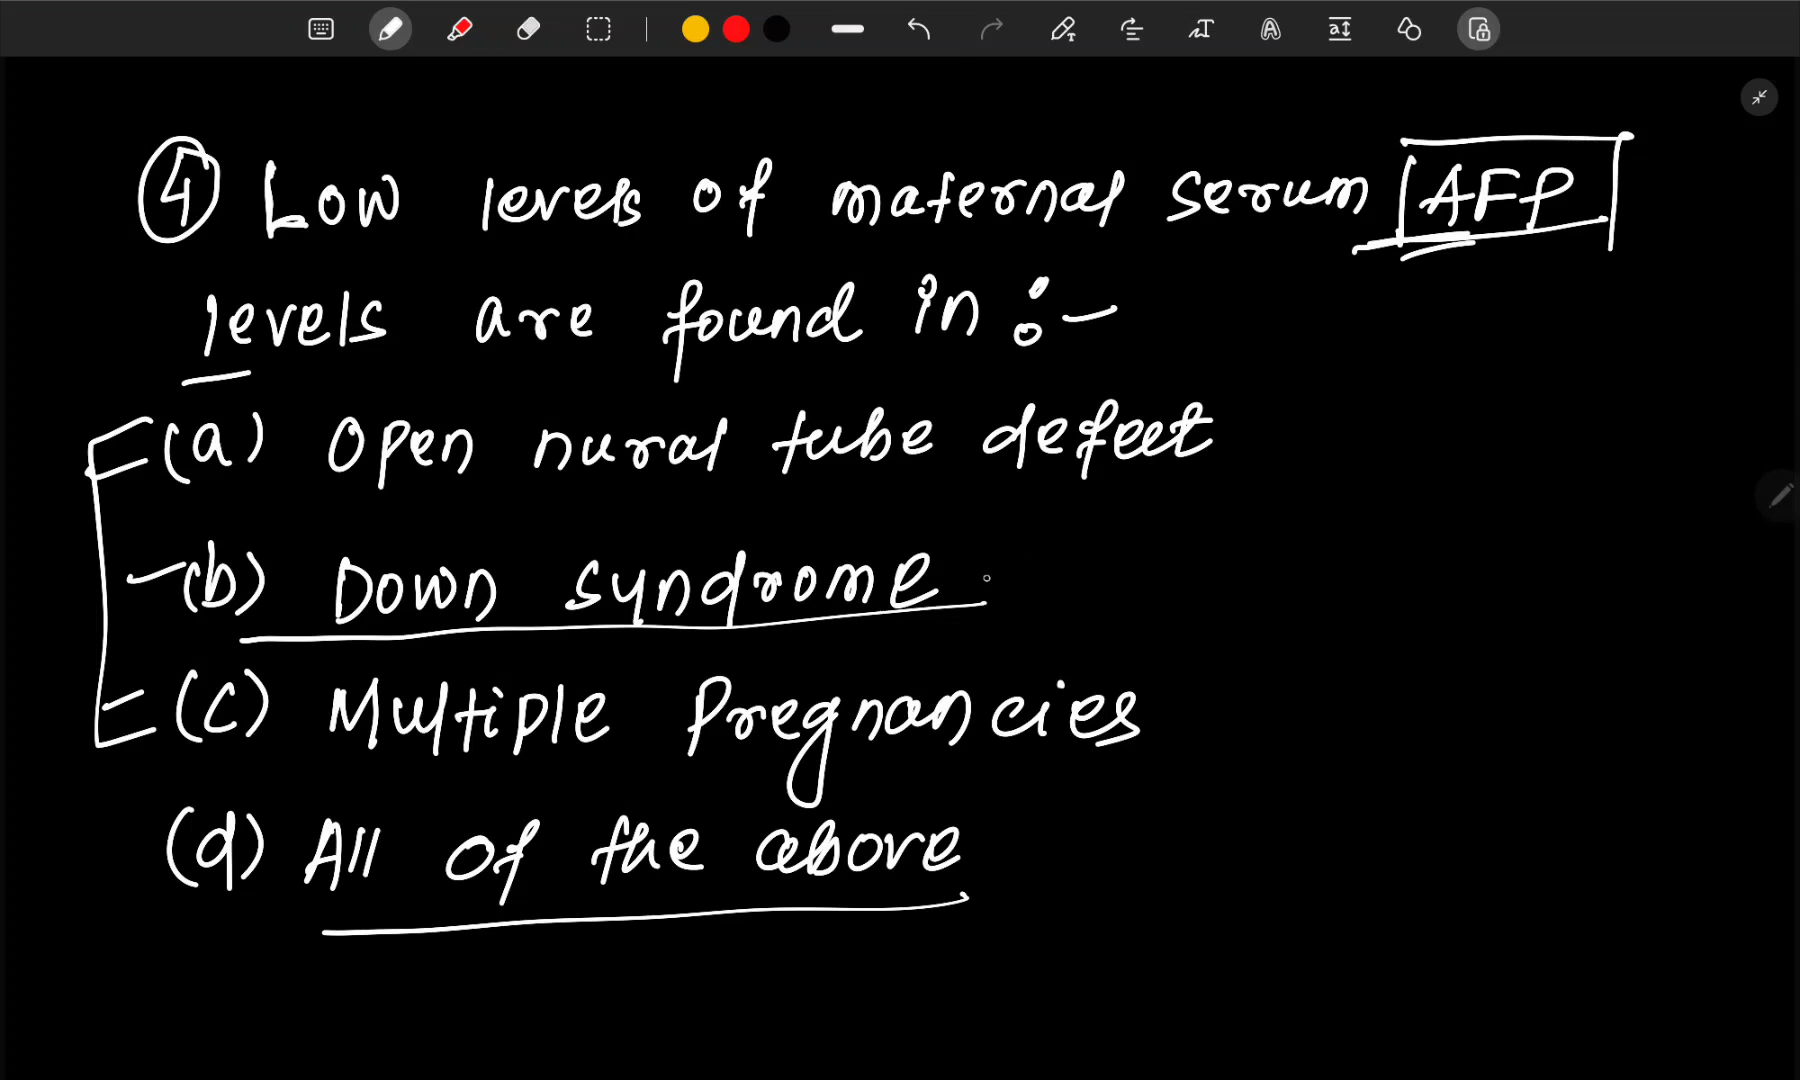 ④ Low levels of maternal serum AFP
levels are found in :-
(a) Open nural tube defect
(b) Down syndrome.
(c) Multiple Pregnancies
(d) All of the above